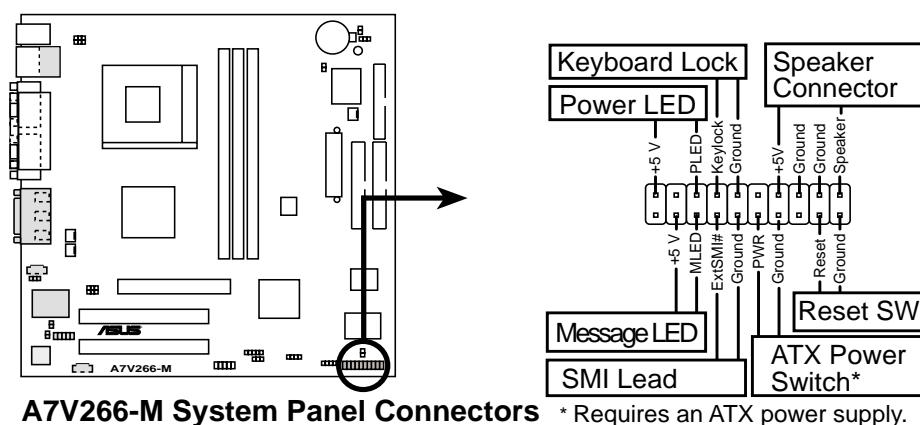 ASUS
A7V266-M
Keyboard Lock
Speaker
Connector
Power LED
+5 V
PLED
Keylock
Ground
+5V
Ground
Ground
Speaker
+5 V
MLED
ExtSMI#
Ground
PWR
Ground
Reset
Ground
Reset SW
Message LED
ATX Power
Switch*
SMI Lead
A7V266-M System Panel Connectors
* Requires an ATX power supply.